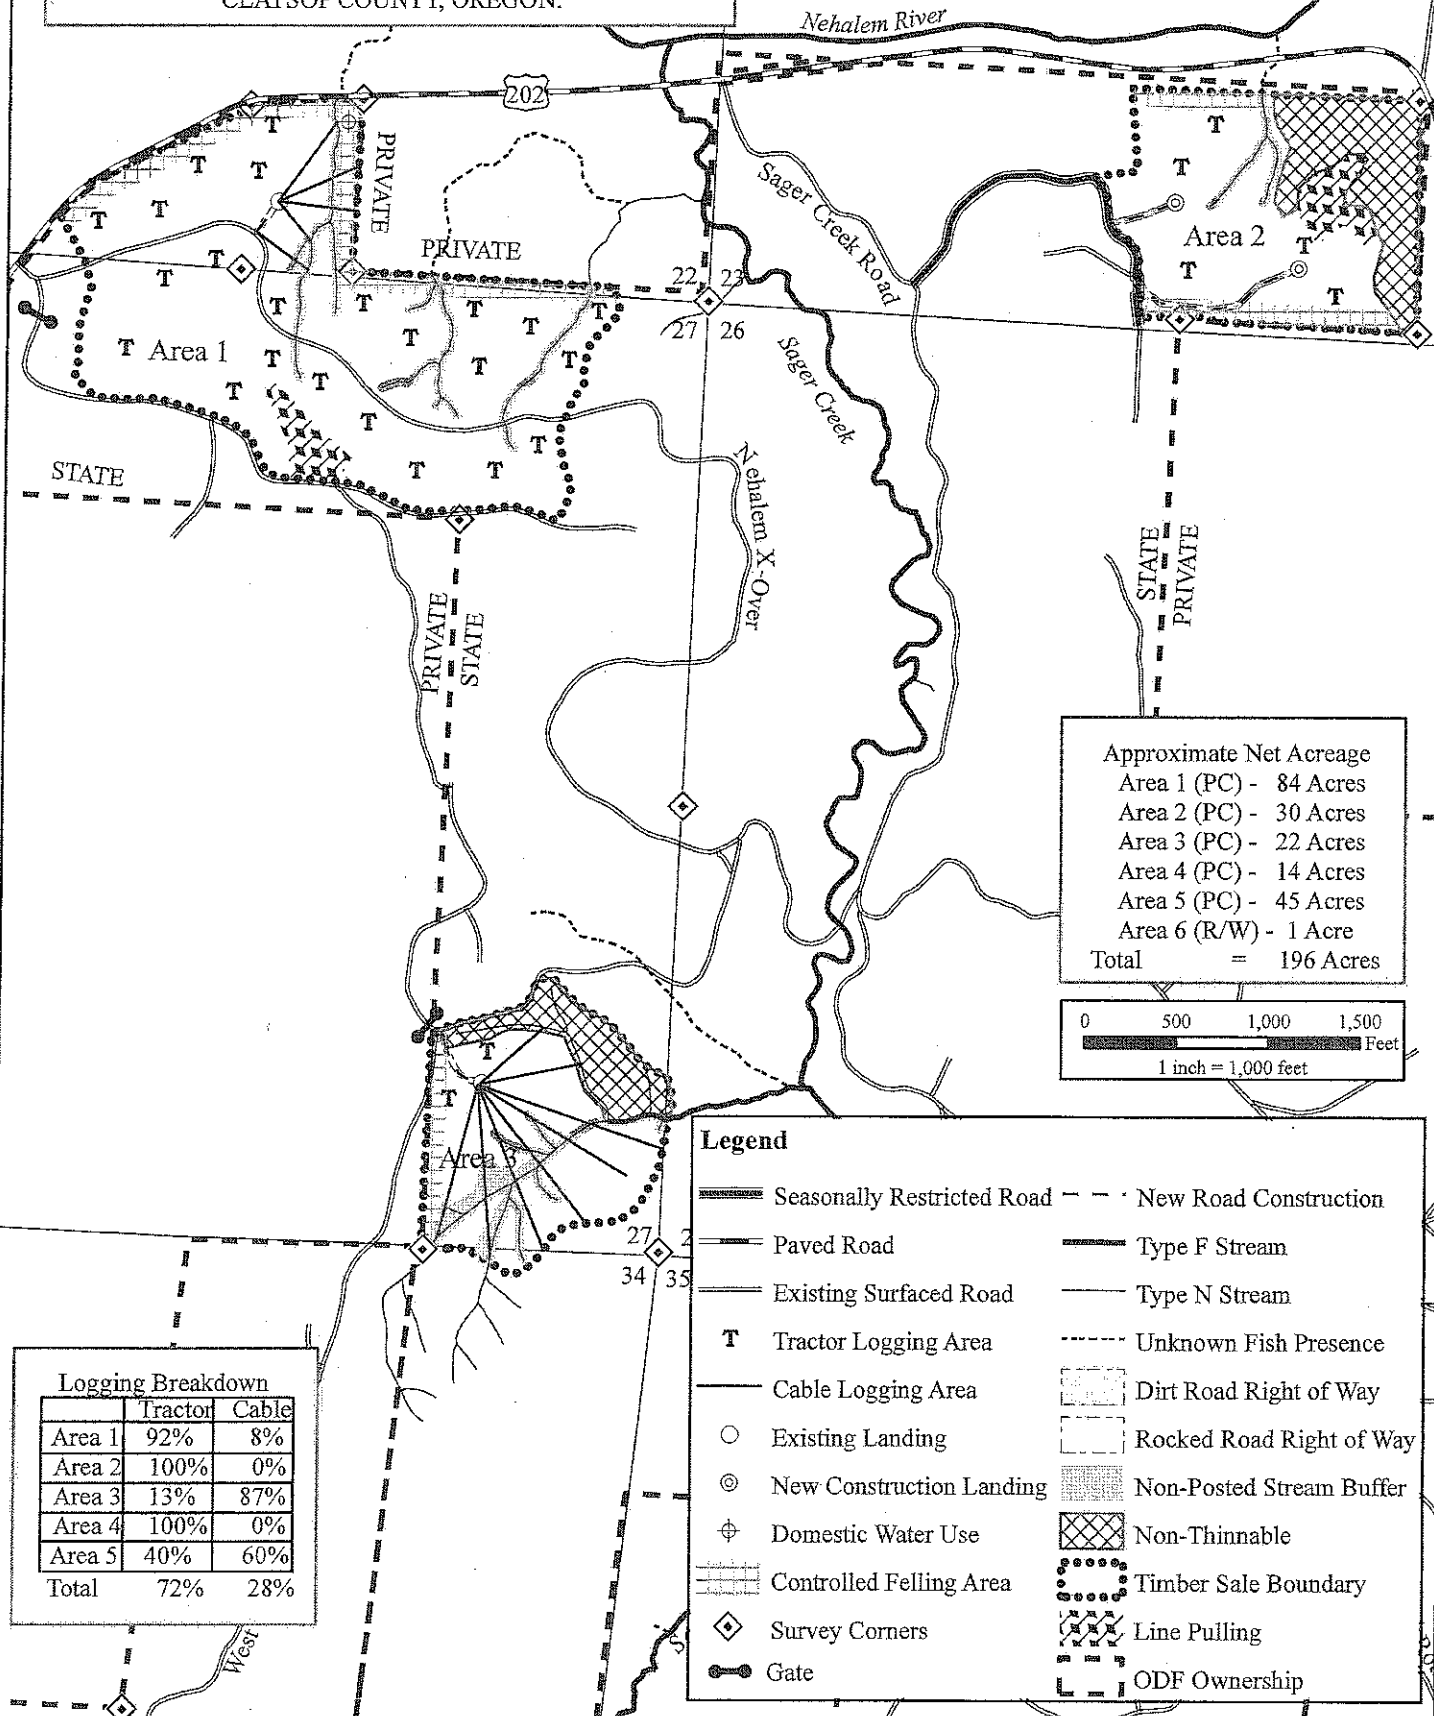 CLATSOP COUNTY, OREGON.
Nehalem River
202
PRIVATE
PRIVATE
Sager Creek Road
Area 2
22 23
27 26
Area 1
Sager Creek
STATE
Nehalem X-Over
STATE
PRIVATE
PRIVATE
STATE
Approximate Net Acreage
Area 1 (PC) - 84 Acres
Area 2 (PC) - 30 Acres
Area 3 (PC) - 22 Acres
Area 4 (PC) - 14 Acres
Area 5 (PC) - 45 Acres
Area 6 (R/W) - 1 Acre
Total = 196 Acres
0 500 1,000 1,500
Feet
1 inch = 1,000 feet
Area 3
27 2
34 35
Legend
Seasonally Restricted Road
Paved Road
Existing Surfaced Road
T Tractor Logging Area
Cable Logging Area
Existing Landing
New Construction Landing
Domestic Water Use
Controlled Felling Area
Survey Corners
Gate
New Road Construction
Type F Stream
Type N Stream
Unknown Fish Presence
Dirt Road Right of Way
Rocked Road Right of Way
Non-Posted Stream Buffer
Non-Thinnable
Timber Sale Boundary
Line Pulling
ODF Ownership
Logging Breakdown
Tractor Cable
Area 1 92% 8%
Area 2 100% 0%
Area 3 13% 87%
Area 4 100% 0%
Area 5 40% 60%
Total 72% 28%
West